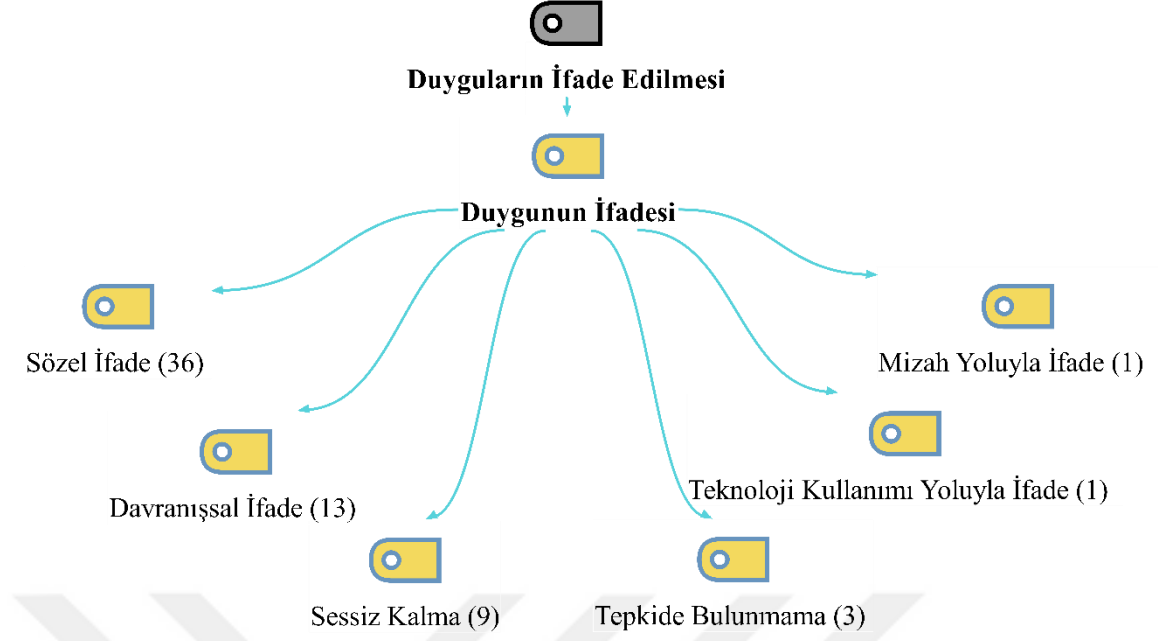 Duyguların İfade Edilmesi
Duygunun İfadesi
Sözel İfade (36)
Mizah Yoluyla İfade (1)
Davranışsal İfade (13)
Teknoloji Kullanımı Yoluyla İfade (1)
Sessiz Kalma (9)
Tepkide Bulunmama (3)